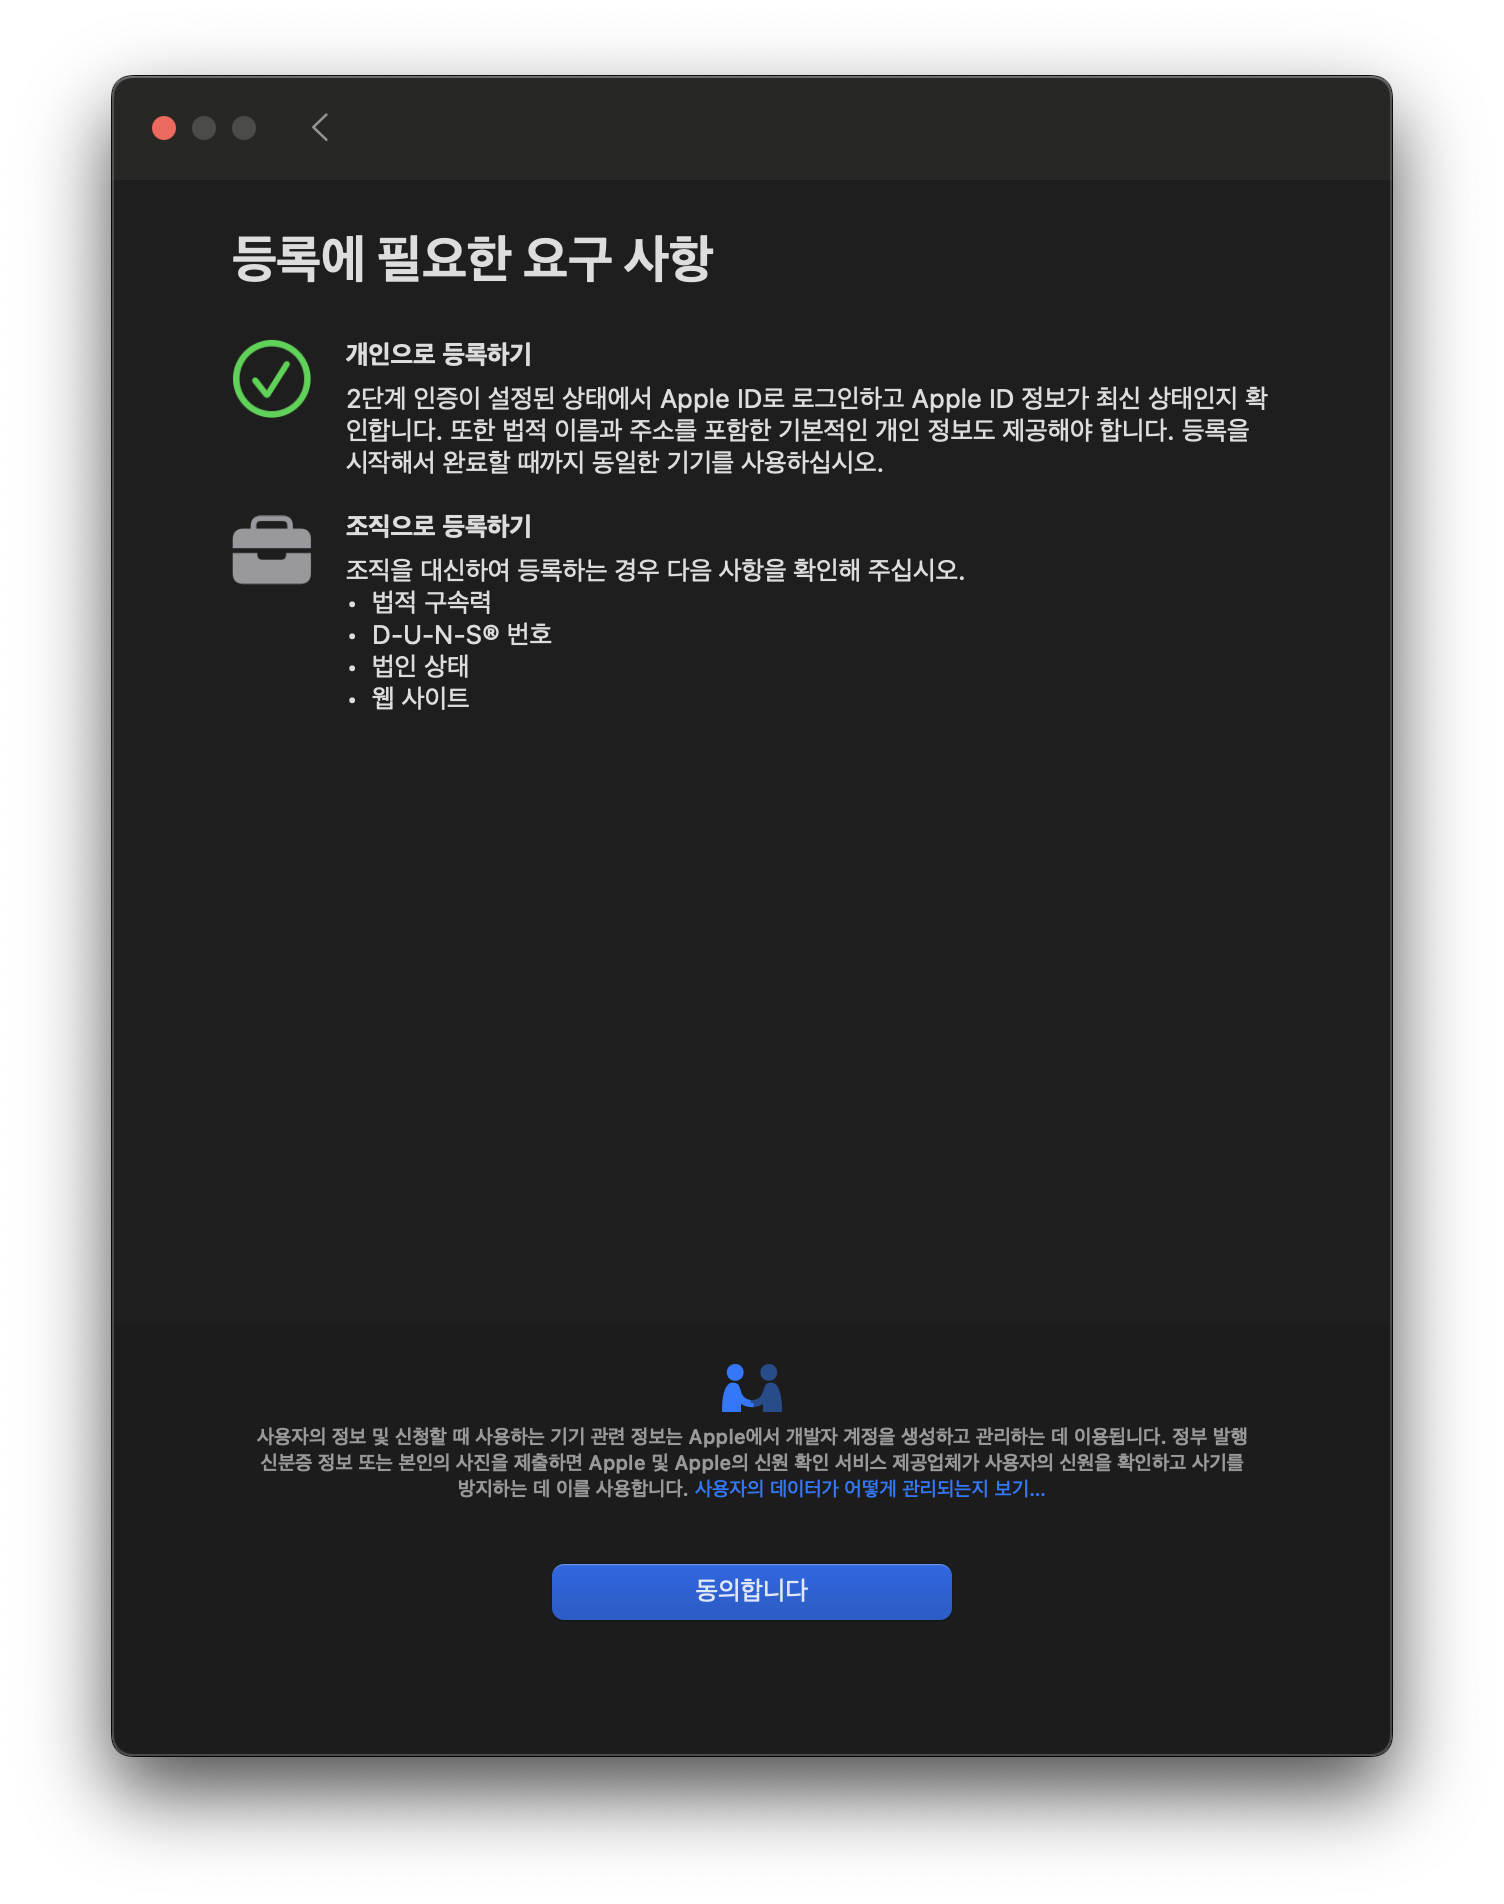 등록에 필요한 요구 사항
개인으로 등록하기
2단계 인증이 설정된 상태에서 Apple ID로 로그인하고 Apple ID 정보가 최신 상태인지 확
인합니다. 또한 법적 이름과 주소를 포함한 기본적인 개인 정보도 제공해야 합니다. 등록을
시작해서 완료할 때까지 동일한 기기를 사용하십시오.
조직으로 등록하기
조직을 대신하여 등록하는 경우 다음 사항을 확인해 주십시오.
• 법적 구속력
• D-U-N-S® 번호
• 법인 상태
• 웹 사이트
사용자의 정보 및 신청할 때 사용하는 기기 관련 정보는 Apple에서 개발자 계정을 생성하고 관리하는 데 이용됩니다. 정부 발행
신분증 정보 또는 본인의 사진을 제출하면 Apple 및 Apple의 신원 확인 서비스 제공업체가 사용자의 신원을 확인하고 사기를
방지하는 데 이를 사용합니다. 사용자의 데이터가 어떻게 관리되는지 보기...
동의합니다